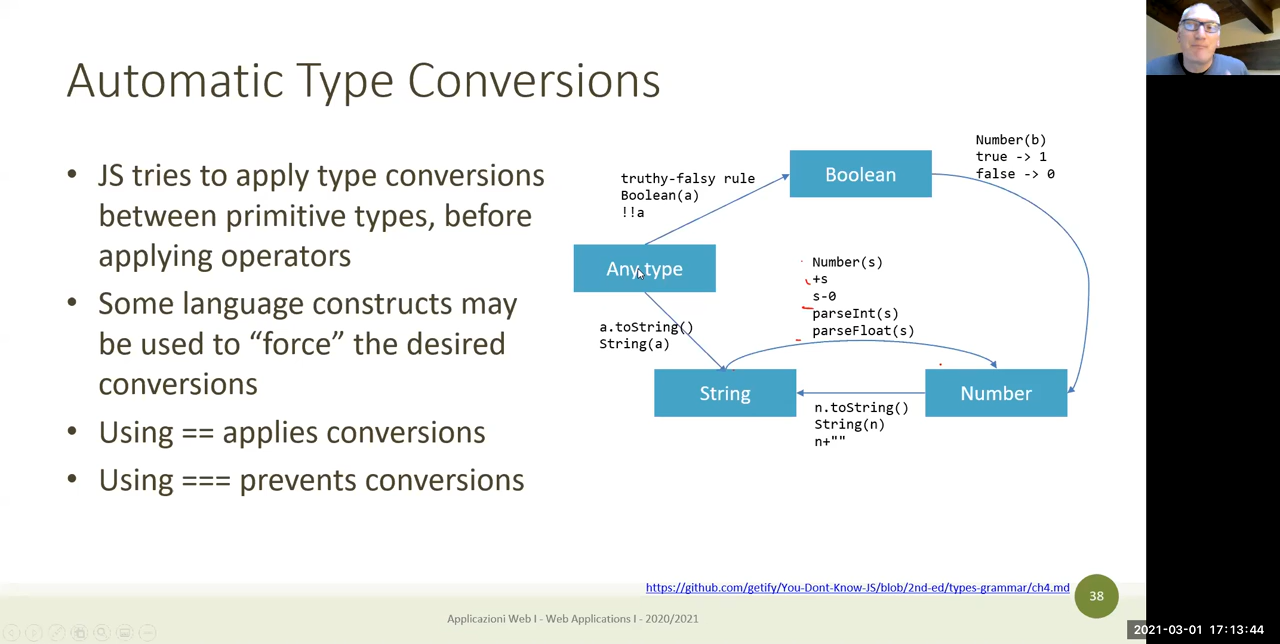 Automatic Type Conversions
• JS tries to apply type conversions
between primitive types, before
applying operators
• Some language constructs may
be used to “force” the desired
conversions
• Using == applies conversions
• Using === prevents conversions
truthy-falsy rule
Boolean(a)
!!a
Boolean
Number(b)
true -> 1
false -> 0
Any type
a.toString()
String(a)
Number(s)
+s
s-0
parseInt(s)
parseFloat(s)
String
Number
n.toString()
String(n)
n+""
https://github.com/getify/You-Dont-Know-JS/blob/2nd-ed/types-grammar/ch4.md
38
Applicazioni Web I - Web Applications I - 2020/2021
2021-03-01 17:13:44